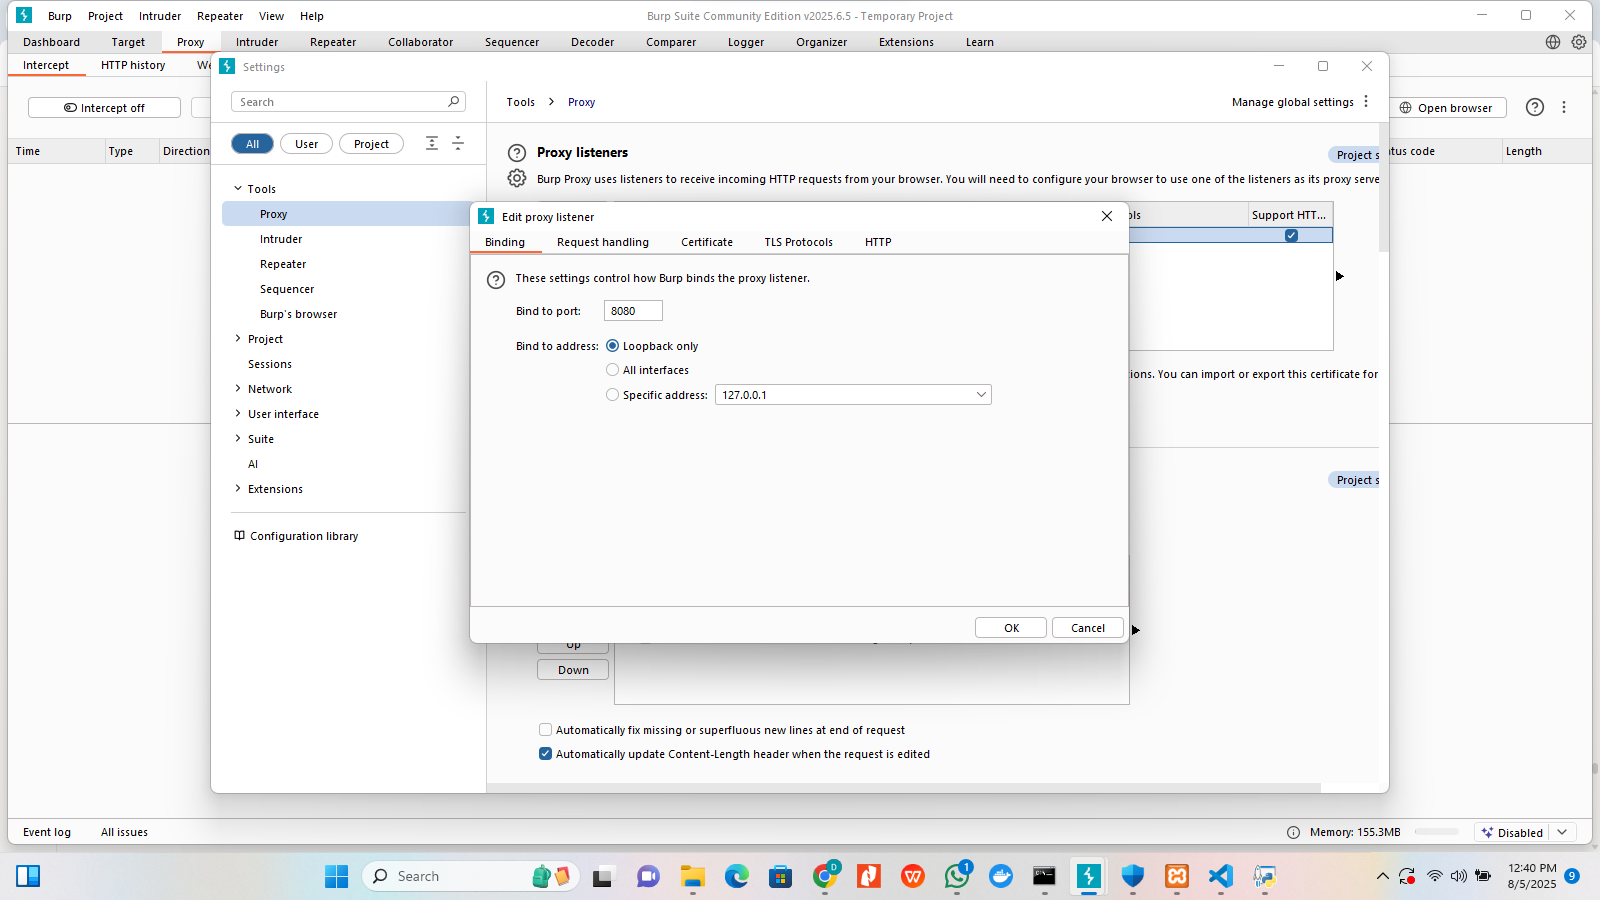 Burp Project Intruder Repeater View Help
Burp Suite Community Edition v2025.6.5 - Temporary Project
Dashboard Target Proxy Intruder Repeater Collaborator Sequencer Decoder Comparer Logger Organizer Extensions Learn
Intercept HTTP history We
Settings
Search
Tools > Proxy
Manage global settings
Intercept off
Open browser
All User Project
Time Type Direction
tus code Length
Proxy listeners
Project s
Burp Proxy uses listeners to receive incoming HTTP requests from your browser. You will need to configure your browser to use one of the listeners as its proxy serve
Tools
Proxy
Intruder
Repeater
Sequencer
Burp's browser
Project
Sessions
Network
User interface
Suite
AI
Extensions
Configuration library
ols Support HTT...
Edit proxy listener
Binding Request handling Certificate TLS Protocols HTTP
These settings control how Burp binds the proxy listener.
Bind to port: 8080
Bind to address: Loopback only
All interfaces
Specific address: 127.0.0.1
ions. You can import or export this certificate for
Project s
OK Cancel
Up
Down
Automatically fix missing or superfluous new lines at end of request
Automatically update Content-Length header when the request is edited
Event log All issues
Memory: 155.3MB
Disabled
Search
D
1
12:40 PM
8/5/2025
9